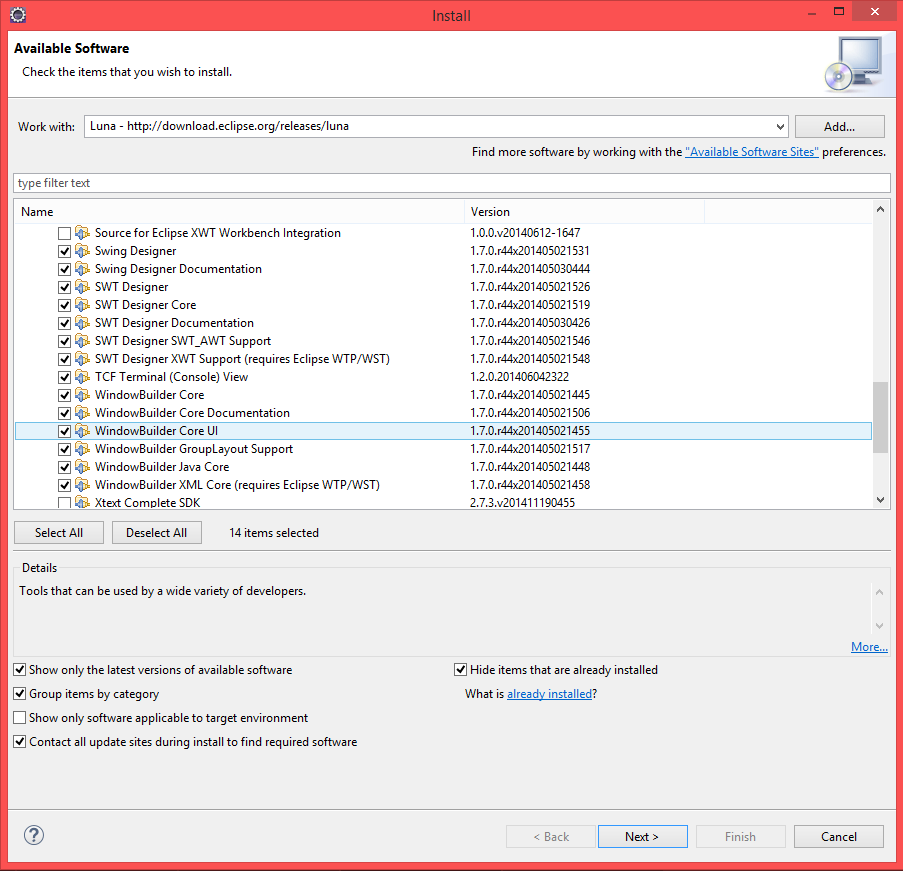 Install
Available Software
Check the items that you wish to install.
Work with: Luna - http://download.eclipse.org/releases/luna Add...
Find more software by working with the "Available Software Sites" preferences.
type filter text
Name Version
Source for Eclipse XWT Workbench Integration 1.0.0.v20140612-1647
Swing Designer 1.7.0.r44x201405021531
Swing Designer Documentation 1.7.0.r44x201405030444
SWT Designer 1.7.0.r44x201405021526
SWT Designer Core 1.7.0.r44x201405021519
SWT Designer Documentation 1.7.0.r44x201405030426
SWT Designer SWT_AWT Support 1.7.0.r44x201405021546
SWT Designer XWT Support (requires Eclipse WTP/WST) 1.7.0.r44x201405021548
TCF Terminal (Console) View 1.2.0.201406042322
WindowBuilder Core 1.7.0.r44x201405021445
WindowBuilder Core Documentation 1.7.0.r44x201405021506
WindowBuilder Core UI 1.7.0.r44x201405021455
WindowBuilder GroupLayout Support 1.7.0.r44x201405021517
WindowBuilder Java Core 1.7.0.r44x201405021448
WindowBuilder XML Core (requires Eclipse WTP/WST) 1.7.0.r44x201405021458
Xtext Complete SDK 2.7.3.v201411190455
Select All Deselect All 14 items selected
Details
Tools that can be used by a wide variety of developers.
More...
Show only the latest versions of available software Hide items that are already installed
Group items by category What is already installed?
Show only software applicable to target environment
Contact all update sites during install to find required software
? < Back Next > Finish Cancel